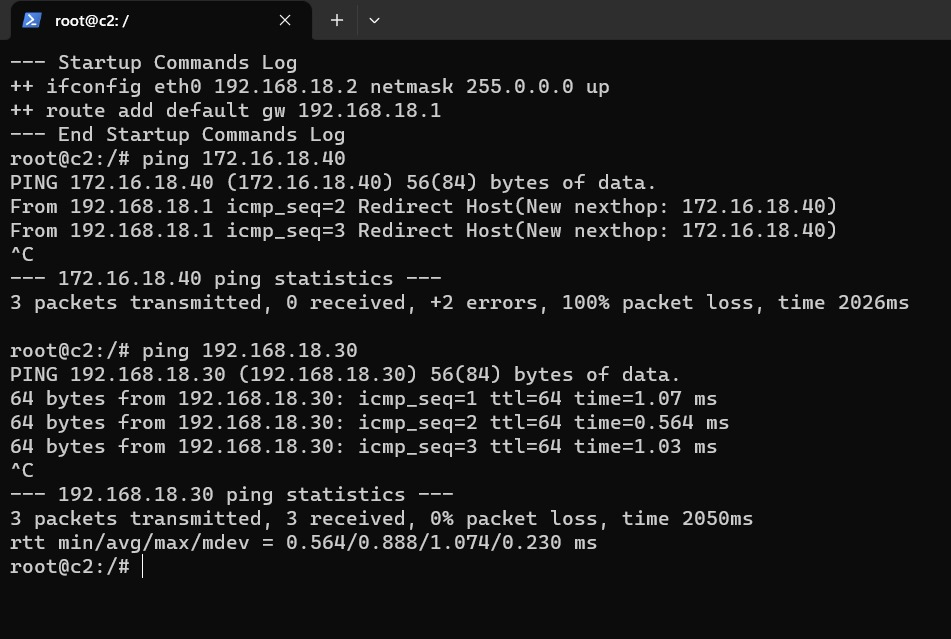 root@c2: /
--- Startup Commands Log
++ ifconfig eth0 192.168.18.2 netmask 255.0.0.0 up
++ route add default gw 192.168.18.1
--- End Startup Commands Log
root@c2:/# ping 172.16.18.40
PING 172.16.18.40 (172.16.18.40) 56(84) bytes of data.
From 192.168.18.1 icmp_seq=2 Redirect Host(New nexthop: 172.16.18.40)
From 192.168.18.1 icmp_seq=3 Redirect Host(New nexthop: 172.16.18.40)
^C
--- 172.16.18.40 ping statistics ---
3 packets transmitted, 0 received, +2 errors, 100% packet loss, time 2026ms
root@c2:/# ping 192.168.18.30
PING 192.168.18.30 (192.168.18.30) 56(84) bytes of data.
64 bytes from 192.168.18.30: icmp_seq=1 ttl=64 time=1.07 ms
64 bytes from 192.168.18.30: icmp_seq=2 ttl=64 time=0.564 ms
64 bytes from 192.168.18.30: icmp_seq=3 ttl=64 time=1.03 ms
^C
--- 192.168.18.30 ping statistics ---
3 packets transmitted, 3 received, 0% packet loss, time 2050ms
rtt min/avg/max/mdev = 0.564/0.888/1.074/0.230 ms
root@c2:/#